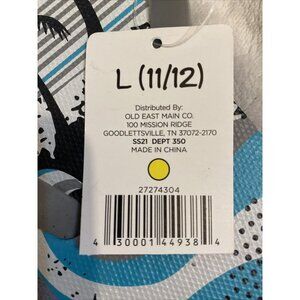 L (11/12)
Distributed By:
OLD EAST MAIN CO.
100 MISSION RIDGE
GOODLETTSVILLE, TN 37072-2170
SS21 DEPT 350
MADE IN CHINA
27274304
4 30001 44938 4